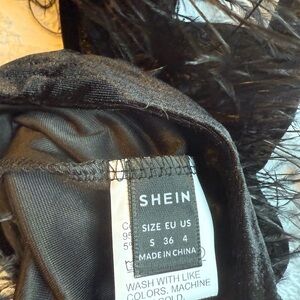 SHEIN
SIZE EU US
S 36 4
MADE IN CHINA
WASH WITH LIKE
COLORS. MACHINE